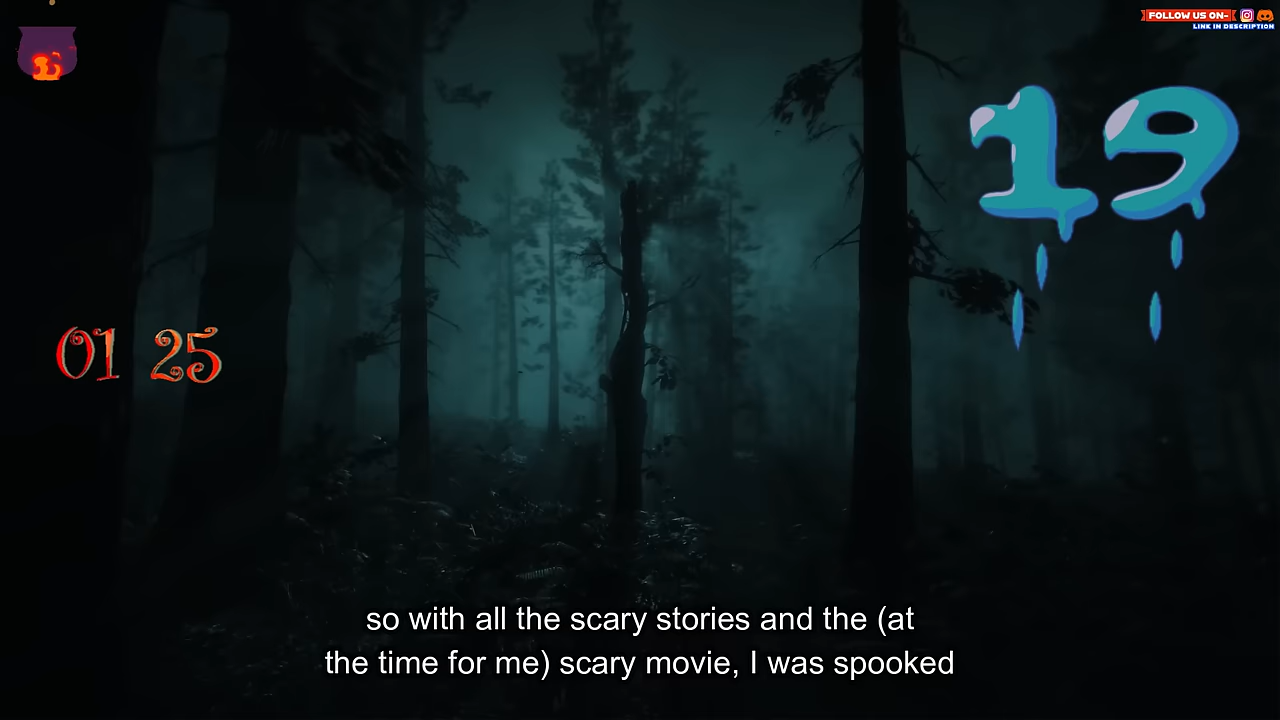 FOLLOW US ON-
LINK IN DESCRIPTION
19
01 25
so with all the scary stories and the (at
the time for me) scary movie, I was spooked